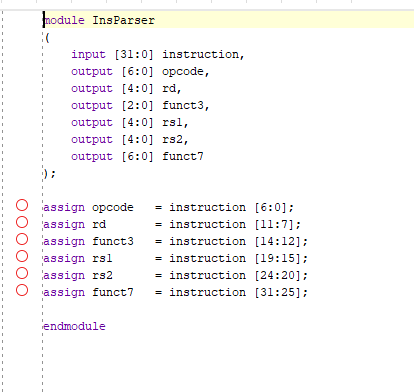 module InsParser
(
    input [31:0] instruction,
    output [6:0] opcode,
    output [4:0] rd,
    output [2:0] funct3,
    output [4:0] rs1,
    output [4:0] rs2,
    output [6:0] funct7
);
assign opcode   = instruction [6:0];
assign rd       = instruction [11:7];
assign funct3   = instruction [14:12];
assign rs1      = instruction [19:15];
assign rs2      = instruction [24:20];
assign funct7   = instruction [31:25];
endmodule